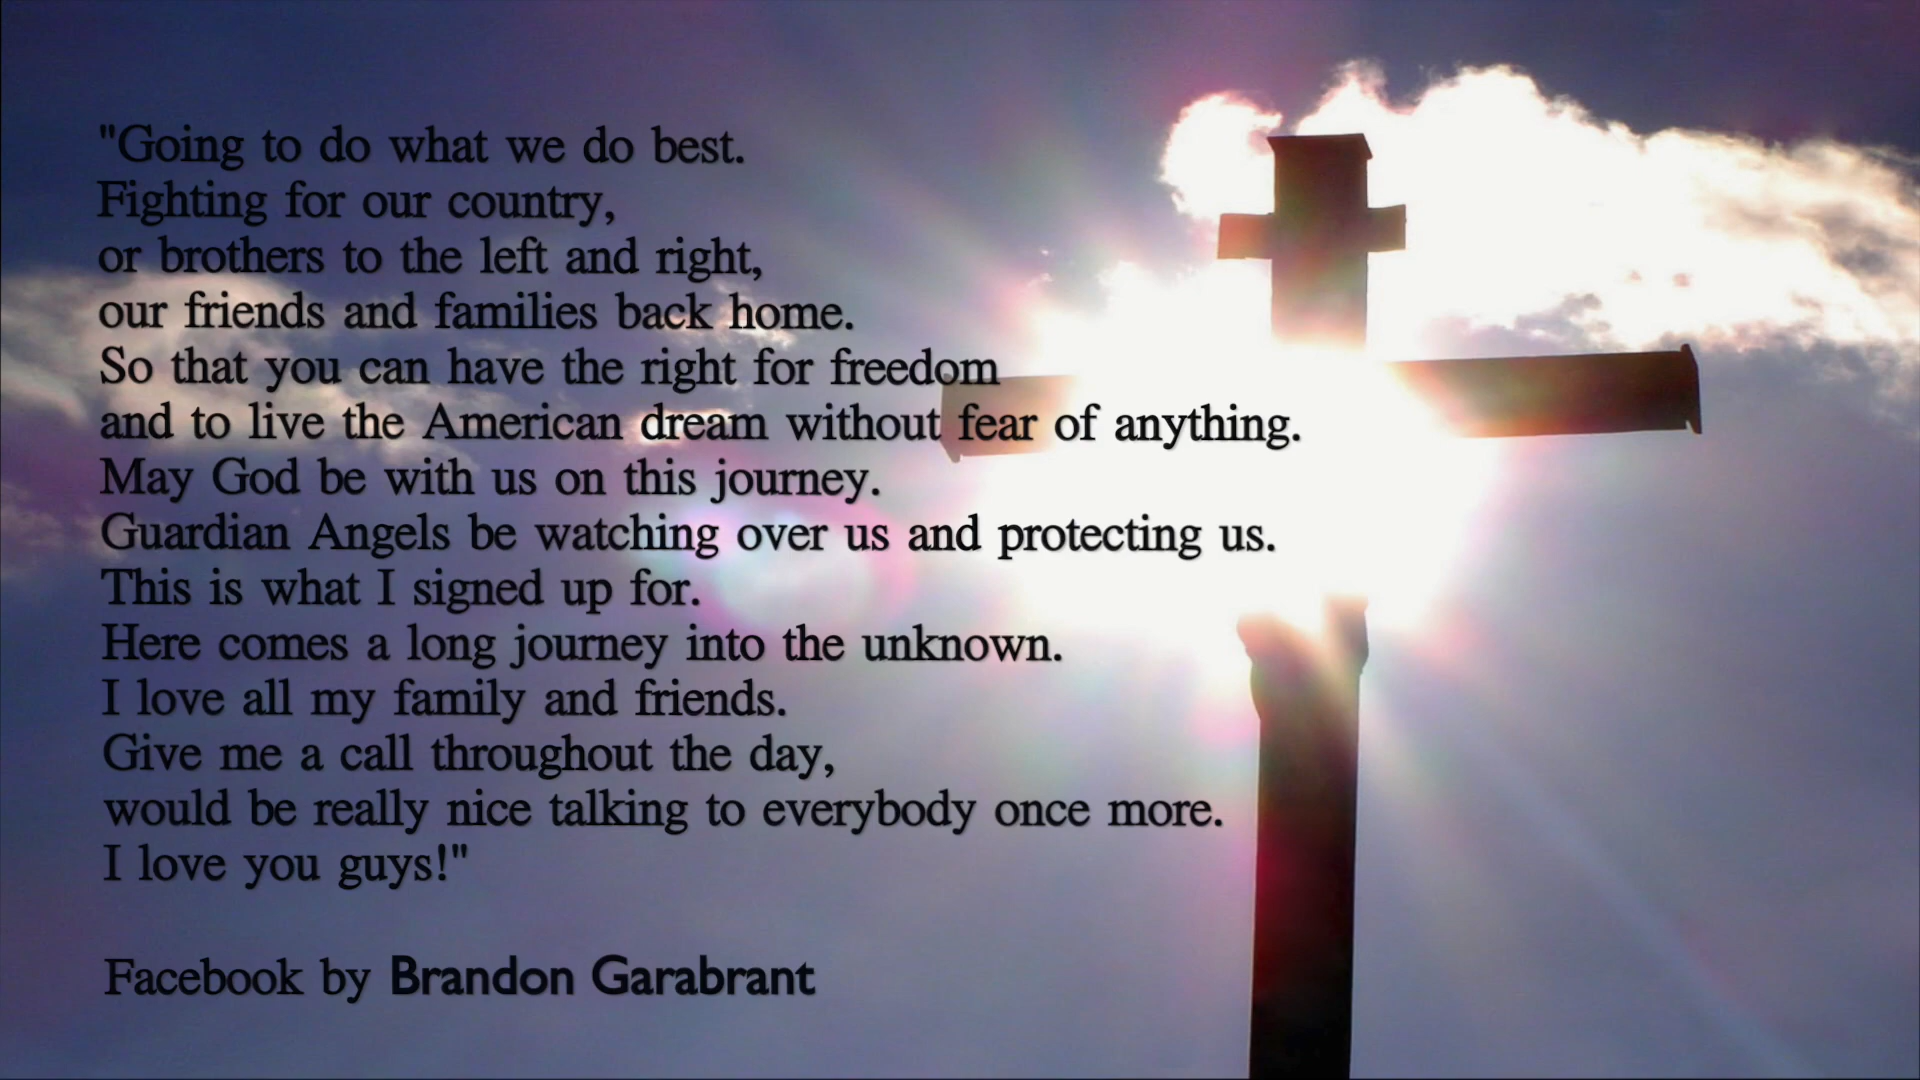 "Going to do what we do best.
Fighting for our country,
or brothers to the left and right,
our friends and families back home.
So that you can have the right for freedom
and to live the American dream without fear of anything.
May God be with us on this journey.
Guardian Angels be watching over us and protecting us.
This is what I signed up for.
Here comes a long journey into the unknown.
I love all my family and friends.
Give me a call throughout the day,
would be really nice talking to everybody once more.
I love you guys!"
Facebook by Brandon Garabrant